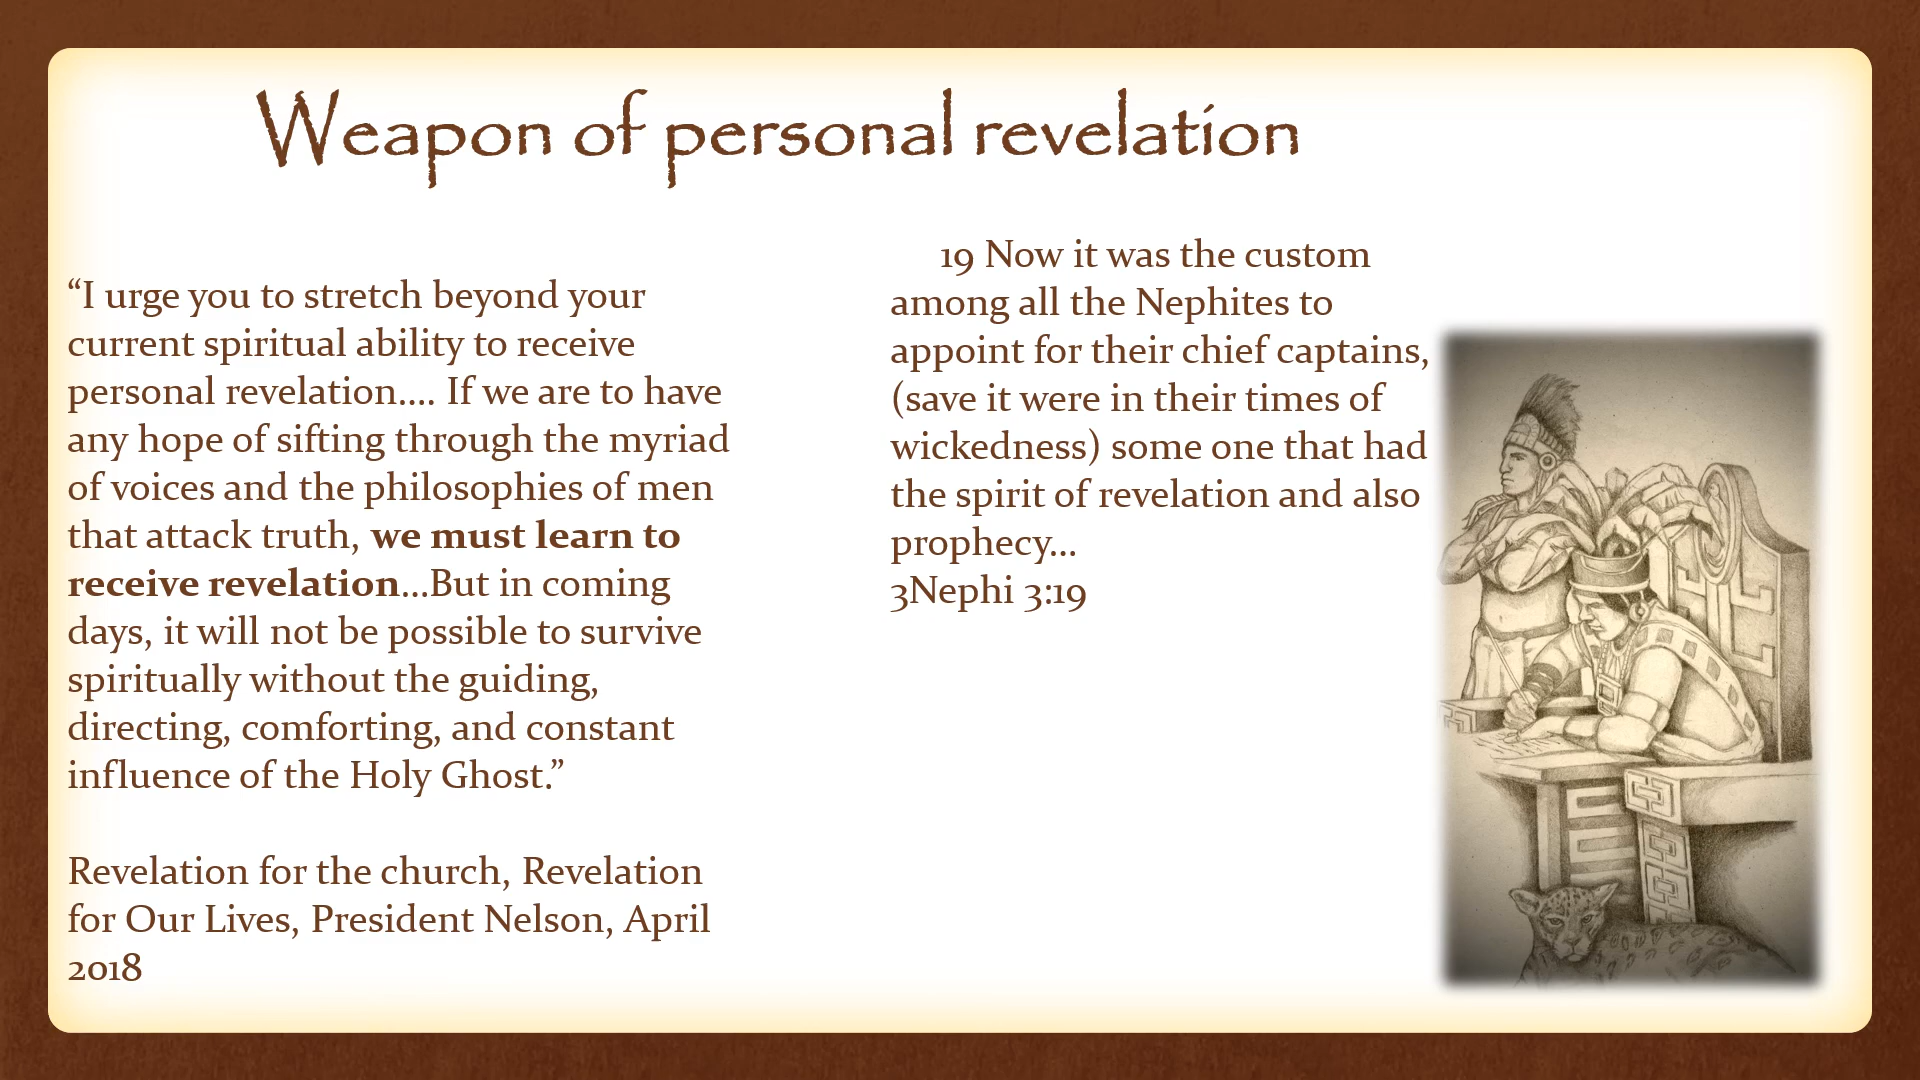 Weapon of personal revelation
“I urge you to stretch beyond your
current spiritual ability to receive
personal revelation.... If we are to have
any hope of sifting through the myriad
of voices and the philosophies of men
that attack truth, we must learn to
receive revelation...But in coming
days, it will not be possible to survive
spiritually without the guiding,
directing, comforting, and constant
influence of the Holy Ghost.”
Revelation for the church, Revelation
for Our Lives, President Nelson, April
2018
19 Now it was the custom
among all the Nephites to
appoint for their chief captains,
(save it were in their times of
wickedness) some one that had
the spirit of revelation and also
prophecy...
3Nephi 3:19